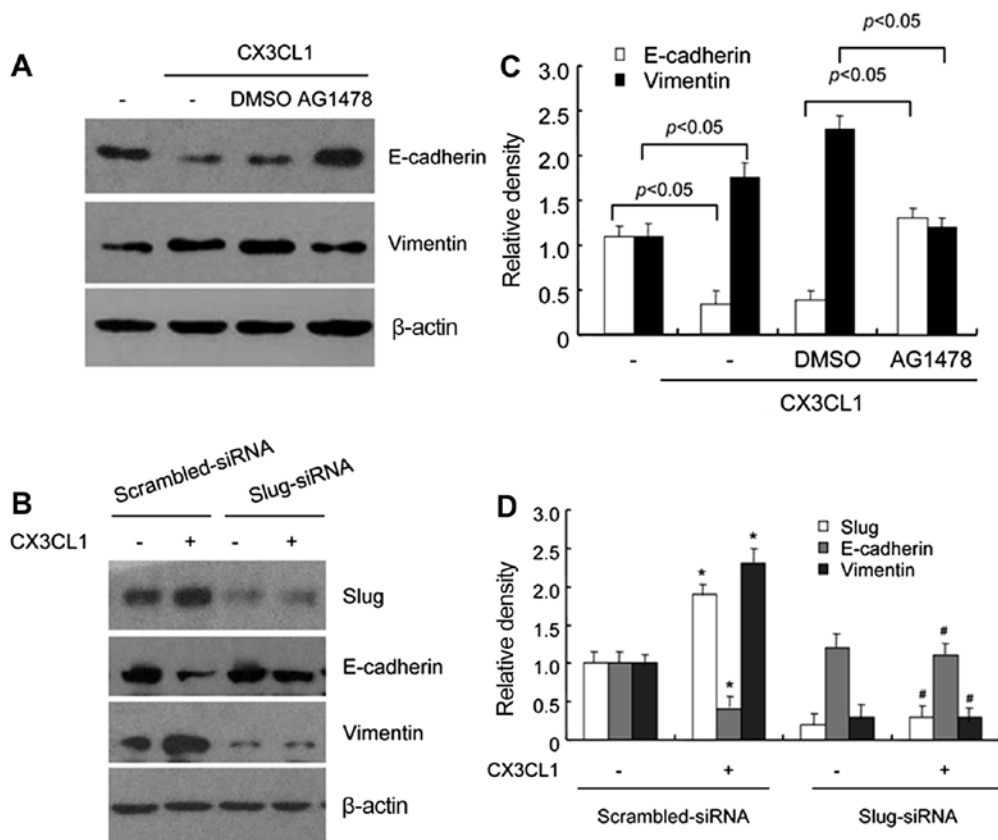 A
CX3CL1
- - DMSO AG1478
E-cadherin
Vimentin
β-actin
C
E-cadherin
Vimentin
p<0.05
p<0.05
p<0.05
p<0.05
Relative density
3.0
2.5
2.0
1.5
1.0
0.5
0
- - DMSO AG1478
CX3CL1
B
Scrambled-siRNA
Slug-siRNA
CX3CL1 - + - +
Slug
E-cadherin
Vimentin
β-actin
D
Slug
E-cadherin
Vimentin
Relative density
3.0
2.5
2.0
1.5
1.0
0.5
0
* * *
# # #
CX3CL1 - + - +
Scrambled-siRNA Slug-siRNA